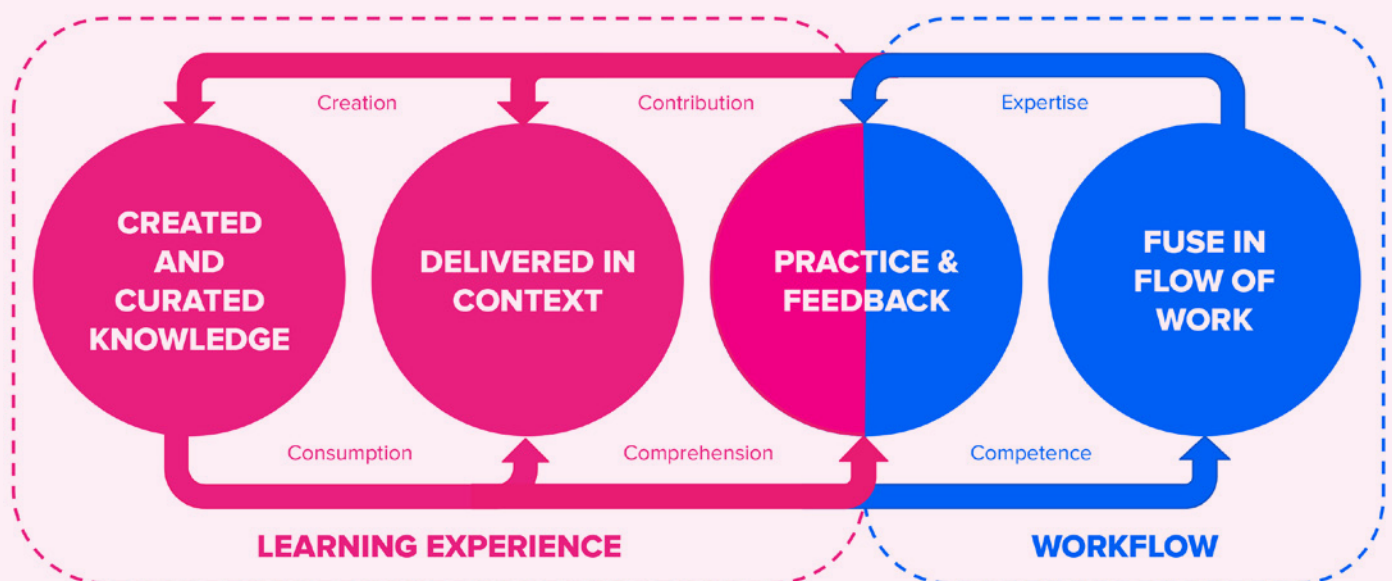 Creation
Contribution
Expertise
CREATED
AND
CURATED
KNOWLEDGE
DELIVERED IN
CONTEXT
PRACTICE &
FEEDBACK
FUSE IN
FLOW OF
WORK
Consumption
Comprehension
Competence
LEARNING EXPERIENCE
WORKFLOW